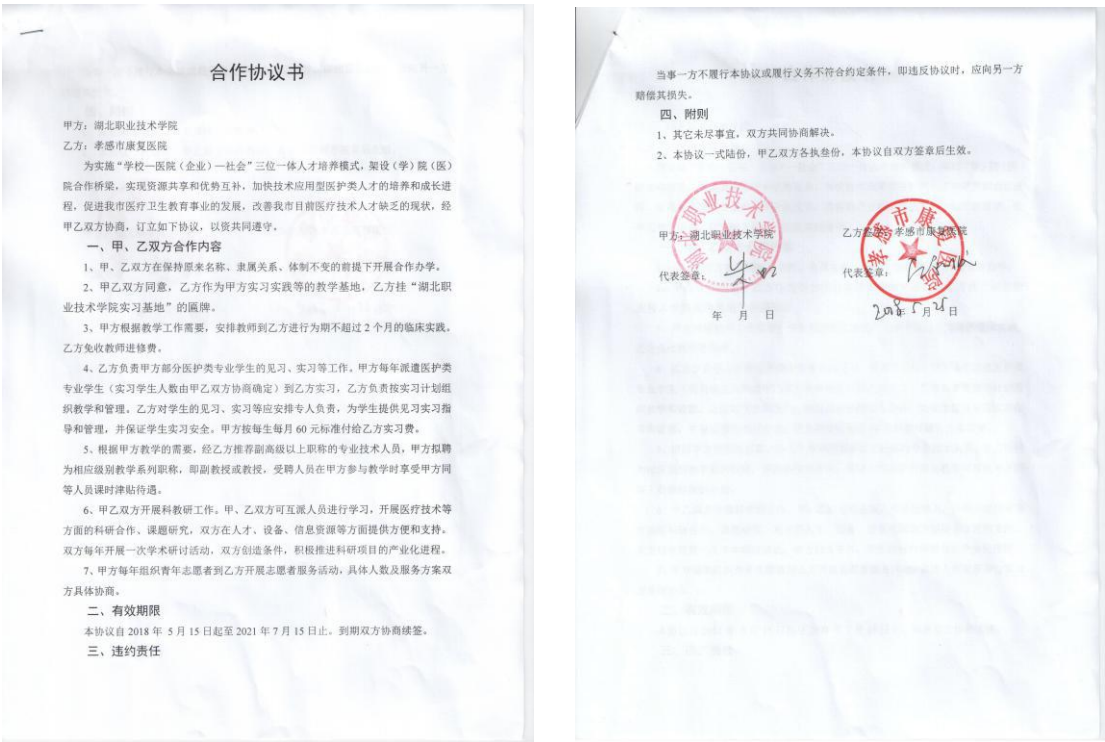 合作协议书
甲方：湖北职业技术学院
乙方：孝感市康复医院
为实施“学校—医院（企业）—社会”三位一体人才培养模式，架设（学）院（医）
院合作桥梁，实现资源共享和优势互补，加快技术应用型医护类人才的培养和成长进
程，促进我市医疗卫生教育事业的发展，改善我市目前医疗技术人才缺乏的现状，经
甲乙双方协商，订立如下协议，以资共同遵守。
一、甲、乙双方合作内容
1、甲、乙双方在保持原来名称、隶属关系、体制不变的前提下开展合作办学。
2、甲乙双方同意，乙方作为甲方实习实践等的教学基地，乙方挂“湖北职
业技术学院实习基地”的匾牌。
3、甲方根据教学工作需要，安排教师到乙方进行为期不超过 2 个月的临床实践。
乙方免收教师进修费。
4、乙方负责甲方部分医护类专业学生的见习、实习等工作。甲方每年派遣医护类
专业学生（实习学生人数由甲乙双方协商确定）到乙方实习，乙方负责按实习计划组
织教学和管理。乙方对学生的见习、实习等应安排专人负责，为学生提供见习实习指
导和管理，并保证学生实习安全。甲方按每生每月 60 元标准付给乙方实习费。
5、根据甲方教学的需要，经乙方推荐副高级以上职称的专业技术人员，甲方拟聘
为相应级别教学系列职称，即副教授或教授，受聘人员在甲方参与教学时享受甲方同
等人员课时津贴待遇。
6、甲乙双方开展科教研工作。甲、乙双方可互派人员进行学习，开展医疗技术等
方面的科研合作、课题研究，双方在人才、设备、信息资源等方面提供方便和支持。
双方每年开展一次学术研讨活动，双方创造条件，积极推进科研项目的产业化进程。
7、甲方每年组织青年志愿者到乙方开展志愿者服务活动，具体人数及服务方案双
方具体协商。
二、有效期限
本协议自 2018 年 5 月 15 日起至 2021 年 7 月 15 日止。到期双方协商续签。
三、违约责任
当事一方不履行本协议或履行义务不符合约定条件，即违反协议时，应向另一方
赔偿其损失。
四、附则
1、其它未尽事宜，双方共同协商解决。
2、本协议一式陆份，甲乙双方各执叁份，本协议自双方签章后生效。
湖北职业技术学院
孝感市康复医院
甲方：湖北职业技术学院
乙方：孝感市康复医院
代表签章：
代表签章：
年 月 日
2018年 5月 25日